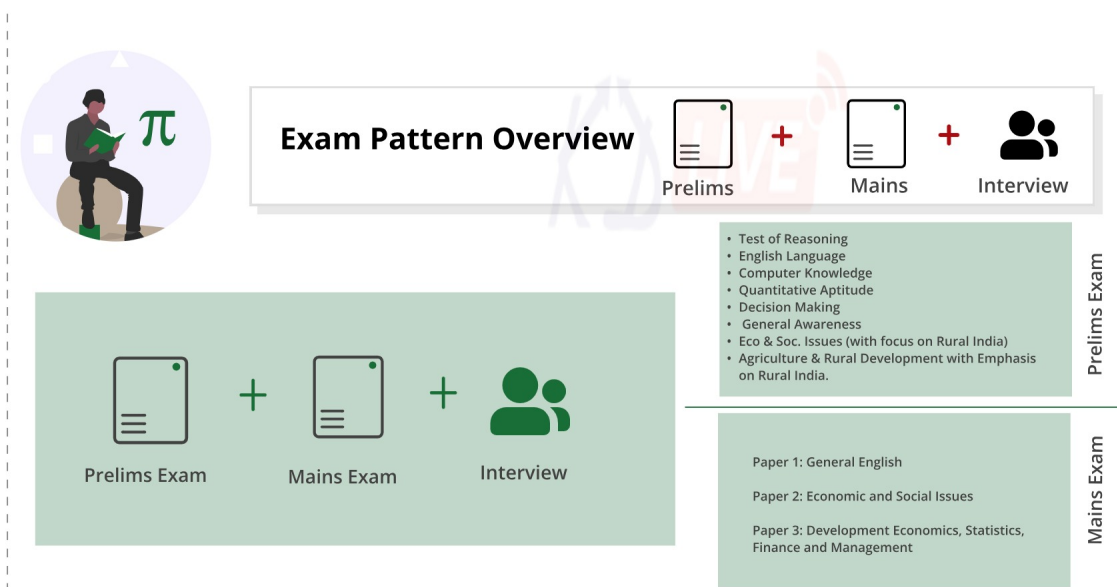 π
Exam Pattern Overview
Prelims
+
Mains
+
Interview
LIVE
• Test of Reasoning
• English Language
• Computer Knowledge
• Quantitative Aptitude
• Decision Making
• General Awareness
• Eco & Soc. Issues (with focus on Rural India)
• Agriculture & Rural Development with Emphasis
on Rural India.
Prelims Exam
Prelims Exam
+
Mains Exam
+
Interview
Paper 1: General English
Paper 2: Economic and Social Issues
Paper 3: Development Economics, Statistics,
Finance and Management
Mains Exam